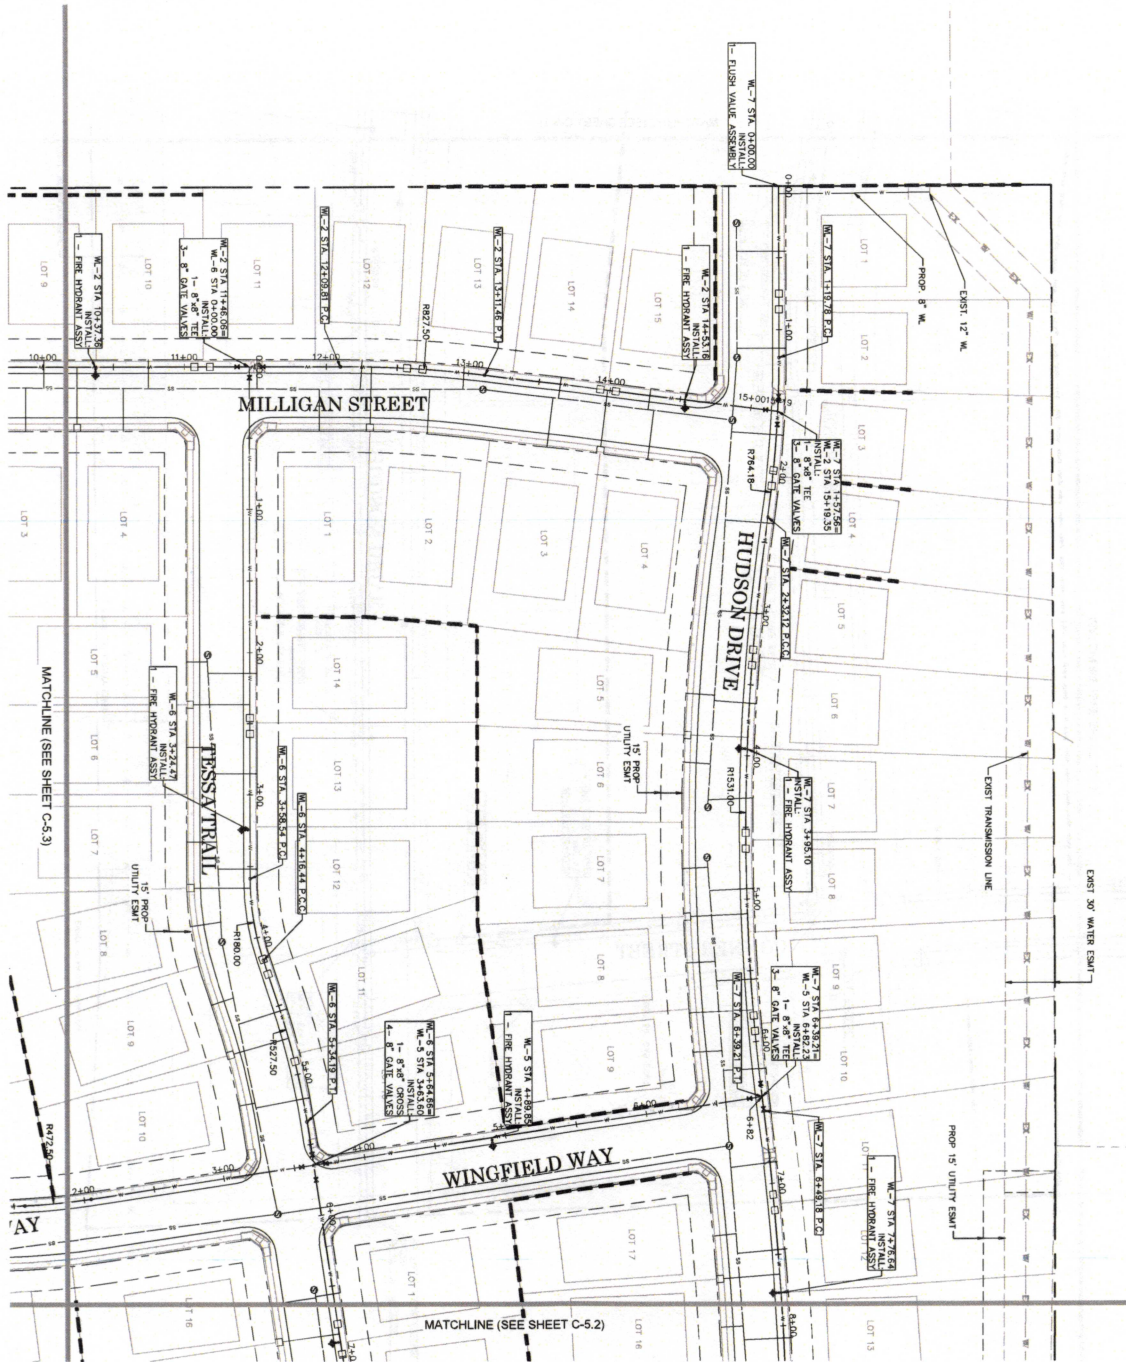 WL-7 STA. 0+00.00
INSTALL:
1- FLUSH VALUE ASSEMBLY
0+00
PROP. 8" WL
EXIST. 12" WL
LOT 1
WL-7 STA. 1+19.78 P.C.
1+00
LOT 2
LOT 9
LOT 10
LOT 11
LOT 12
LOT 13
LOT 14
LOT 15
WL-2 STA 10+37.36
INSTALL:
1 - FIRE HYDRANT ASSY
WL-2 STA 11+46.06=
WL-6 STA 0+00.00
INSTALL:
1- 8"x8" TEE
3- 8" GATE VALVES
WL-2 STA. 12+09.81 P.C.
WL-2 STA. 13+11.46 P.T.
WL-2 STA 14+53.16
INSTALL:
1 - FIRE HYDRANT ASSY
R827.50
10+00
11+00
12+00
13+00
14+00
15+00
MILLIGAN STREET
LOT 3
WL-7 STA 1+57.56=
WL-2 STA 15+19.35
INSTALL:
1- 8"x8" TEE
3- 8" GATE VALVES
R764.18
2+00
LOT 4
WL-7 STA. 2+32.12 P.C.C.
HUDSON DRIVE
3+00
LOT 5
LOT 3
LOT 4
LOT 1
LOT 2
LOT 3
LOT 4
1+00
2+00
LOT 14
LOT 5
LOT 6
15' PROP
UTILITY ESMT
4+00
R1531.00
WL-7 STA 3+95.10
INSTALL:
1 - FIRE HYDRANT ASSY
EXIST TRANSMISSION LINE
EXIST 30' WATER ESMT
MATCHLINE (SEE SHEET C-5.3)
LOT 5
LOT 6
LOT 7
WL-6 STA 3+24.47
INSTALL:
1 - FIRE HYDRANT ASSY
TESSA TRAIL
3+00
WL-6 STA. 3+58.54 P.C.
WL-6 STA. 4+16.44 P.C.C.
LOT 13
LOT 12
LOT 6
LOT 7
LOT 7
LOT 8
5+00
15' PROP
UTILITY ESMT
R180.00
4+00
LOT 8
LOT 9
LOT 10
LOT 11
LOT 8
LOT 9
LOT 9
LOT 10
WL-7 STA 6+39.21=
WL-5 STA 6+82.23
INSTALL:
1- 8"x8" TEE
3- 8" GATE VALVES
WL-7 STA. 6+39.21 P.T.
6+00
6+82
WL-7 STA. 6+49.18 P.C.
WL-6 STA. 5+34.19 P.T.
R527.50
5+00
WL-6 STA 5+64.66=
WL-5 STA 3+63.60
INSTALL:
1- 8"x8" CROSS
4- 8" GATE VALVES
WL-5 STA 4+89.85
INSTALL:
1 - FIRE HYDRANT ASSY
R472.50
2+00
3+00
4+00
6+00
WINGFIELD WAY
7+00
WL-7 STA 7+76.64
INSTALL:
1 - FIRE HYDRANT ASSY
PROP 15' UTILITY ESMT
LOT 12
LOT 17
LOT 1
LOT 16
6+00
MATCHLINE (SEE SHEET C-5.2)
LOT 16
8+00
LOT 13